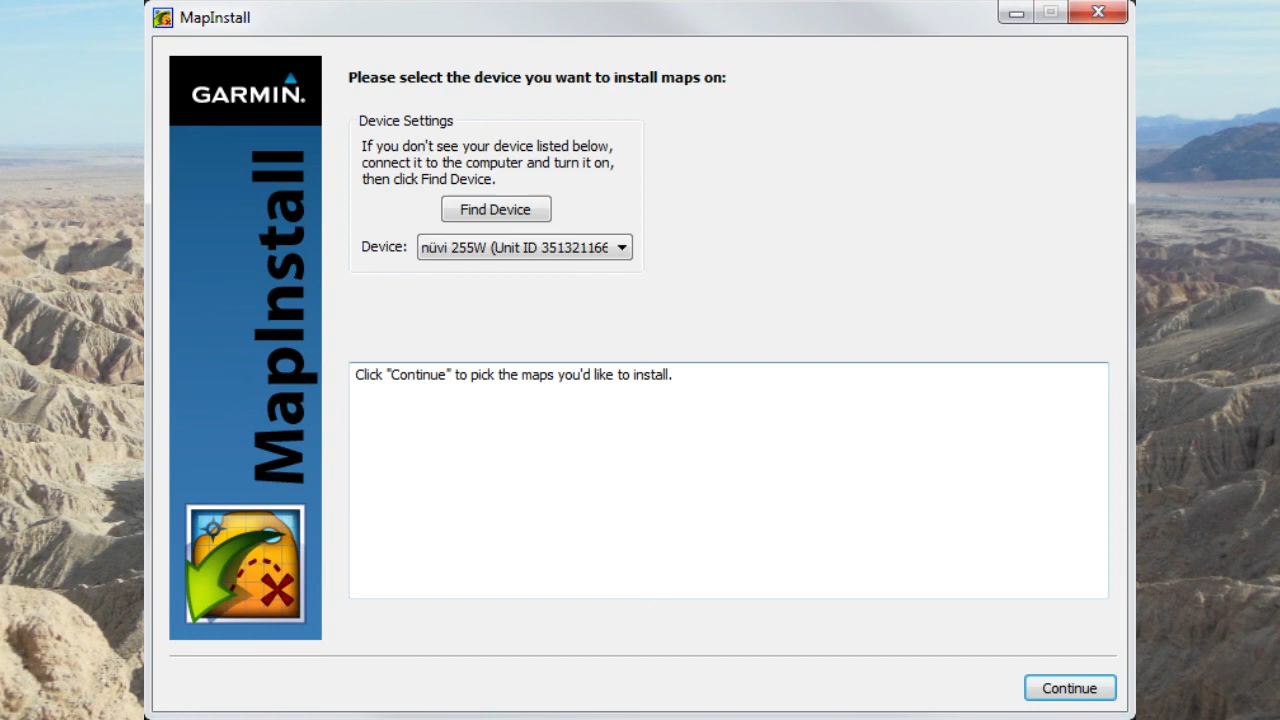 MapInstall
GARMIN.
MapInstall
Please select the device you want to install maps on:
Device Settings
If you don't see your device listed below,
connect it to the computer and turn it on,
then click Find Device.
Find Device
Device: nüvi 255W (Unit ID 351321166
Click "Continue" to pick the maps you'd like to install.
Continue